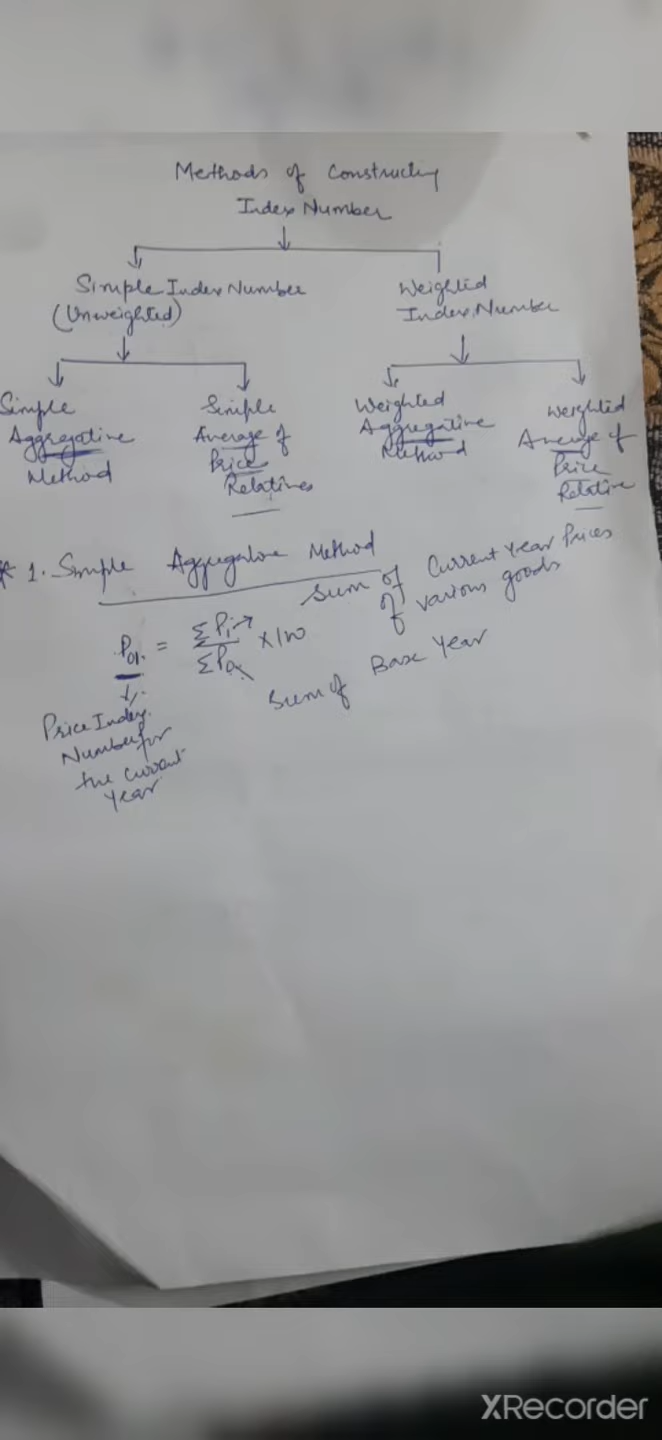 Methods of Constructing
Index Number
Simple Index Number
(Unweighted)
Weighted
Index Number
Simple
Aggregative
Method
Simple
Average of
Price
Relatives
Weighted
Aggregative
Method
Weighted
Average of
Price
Relative
* 1. Simple Aggregative Method
P01 = ΣP1 / ΣP0 × 100
Sum of Current Year Prices
of various goods
Sum of Base Year
Price Index
Number for
the current
Year
XRecorder